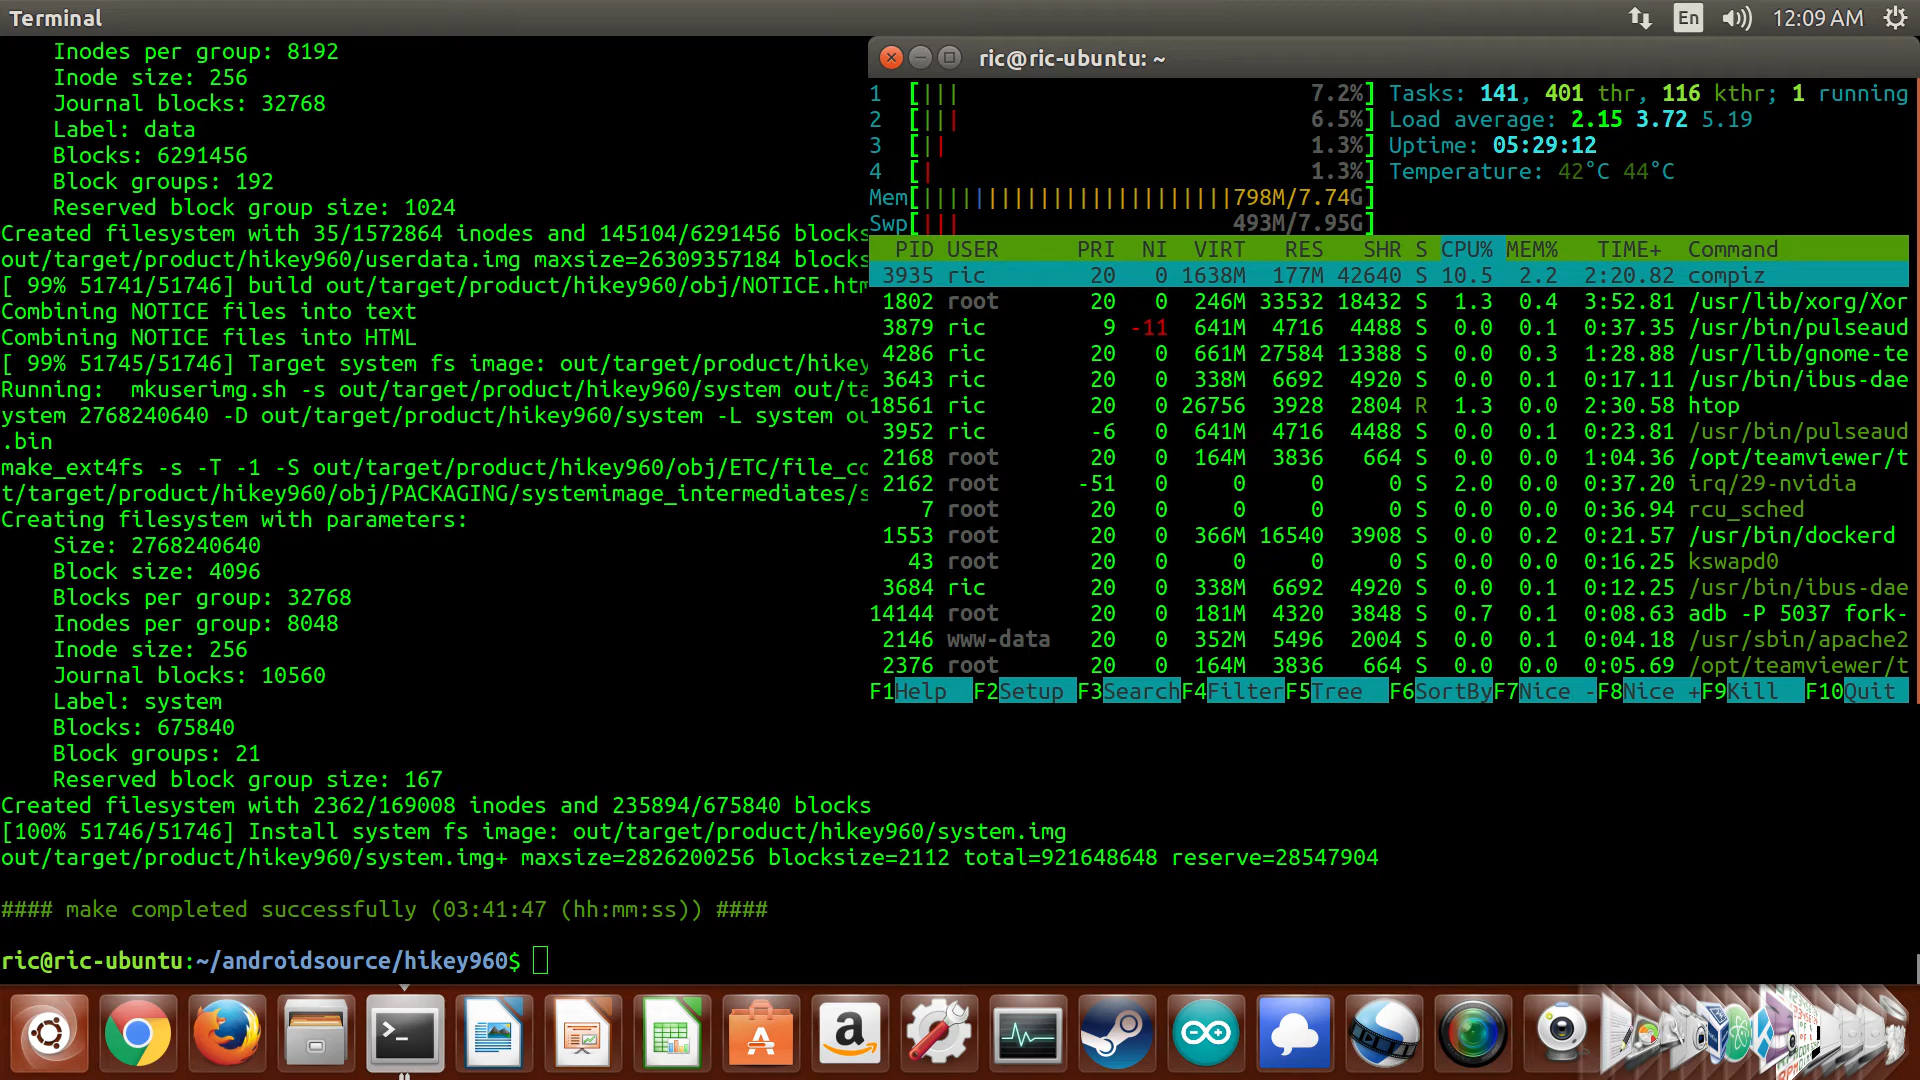 Terminal
En
12:09 AM
Inodes per group: 8192
Inode size: 256
Journal blocks: 32768
Label: data
Blocks: 6291456
Block groups: 192
Reserved block group size: 1024
Created filesystem with 35/1572864 inodes and 145104/6291456 blocks
out/target/product/hikey960/userdata.img maxsize=26309357184 blocks
[ 99% 51741/51746] build out/target/product/hikey960/obj/NOTICE.htm
Combining NOTICE files into text
Combining NOTICE files into HTML
[ 99% 51745/51746] Target system fs image: out/target/product/hikey
Running:  mkuserimg.sh -s out/target/product/hikey960/system out/ta
ystem 2768240640 -D out/target/product/hikey960/system -L system ou
.bin
make_ext4fs -s -T -1 -S out/target/product/hikey960/obj/ETC/file_co
t/target/product/hikey960/obj/PACKAGING/systemimage_intermediates/s
Creating filesystem with parameters:
Size: 2768240640
Block size: 4096
Blocks per group: 32768
Inodes per group: 8048
Inode size: 256
Journal blocks: 10560
Label: system
Blocks: 675840
Block groups: 21
Reserved block group size: 167
Created filesystem with 2362/169008 inodes and 235894/675840 blocks
[100% 51746/51746] Install system fs image: out/target/product/hikey960/system.img
out/target/product/hikey960/system.img+ maxsize=2826200256 blocksize=2112 total=921648648 reserve=28547904
#### make completed successfully (03:41:47 (hh:mm:ss)) ####
ric@ric-ubuntu:~/androidsource/hikey960$
ric@ric-ubuntu: ~
1 [||| 7.2%] Tasks: 141, 401 thr, 116 kthr; 1 running
2 [||| 6.5%] Load average: 2.15 3.72 5.19
3 [|| 1.3%] Uptime: 05:29:12
4 [| 1.3%] Temperature: 42°C 44°C
Mem[||||||||||||||||||||||||798M/7.74G]
Swp[||| 493M/7.95G]
PID USER PRI NI VIRT RES SHR S CPU% MEM% TIME+ Command
3935 ric 20 0 1638M 177M 42640 S 10.5 2.2 2:20.82 compiz
1802 root 20 0 246M 33532 18432 S 1.3 0.4 3:52.81 /usr/lib/xorg/Xor
3879 ric 9 -11 641M 4716 4488 S 0.0 0.1 0:37.35 /usr/bin/pulseaud
4286 ric 20 0 661M 27584 13388 S 0.0 0.3 1:28.88 /usr/lib/gnome-te
3643 ric 20 0 338M 6692 4920 S 0.0 0.1 0:17.11 /usr/bin/ibus-dae
18561 ric 20 0 26756 3928 2804 R 1.3 0.0 2:30.58 htop
3952 ric -6 0 641M 4716 4488 S 0.0 0.1 0:23.81 /usr/bin/pulseaud
2168 root 20 0 164M 3836 664 S 0.0 0.0 1:04.36 /opt/teamviewer/t
2162 root -51 0 0 0 0 S 2.0 0.0 0:37.20 irq/29-nvidia
7 root 20 0 0 0 0 S 0.0 0.0 0:36.94 rcu_sched
1553 root 20 0 366M 16540 3908 S 0.0 0.2 0:21.57 /usr/bin/dockerd
43 root 20 0 0 0 0 S 0.0 0.0 0:16.25 kswapd0
3684 ric 20 0 338M 6692 4920 S 0.0 0.1 0:12.25 /usr/bin/ibus-dae
14144 root 20 0 181M 4320 3848 S 0.7 0.1 0:08.63 adb -P 5037 fork-
2146 www-data 20 0 352M 5496 2004 S 0.0 0.1 0:04.18 /usr/sbin/apache2
2376 root 20 0 164M 3836 664 S 0.0 0.0 0:05.69 /opt/teamviewer/t
F1Help F2Setup F3SearchF4FilterF5Tree F6SortByF7Nice -F8Nice +F9Kill F10Quit